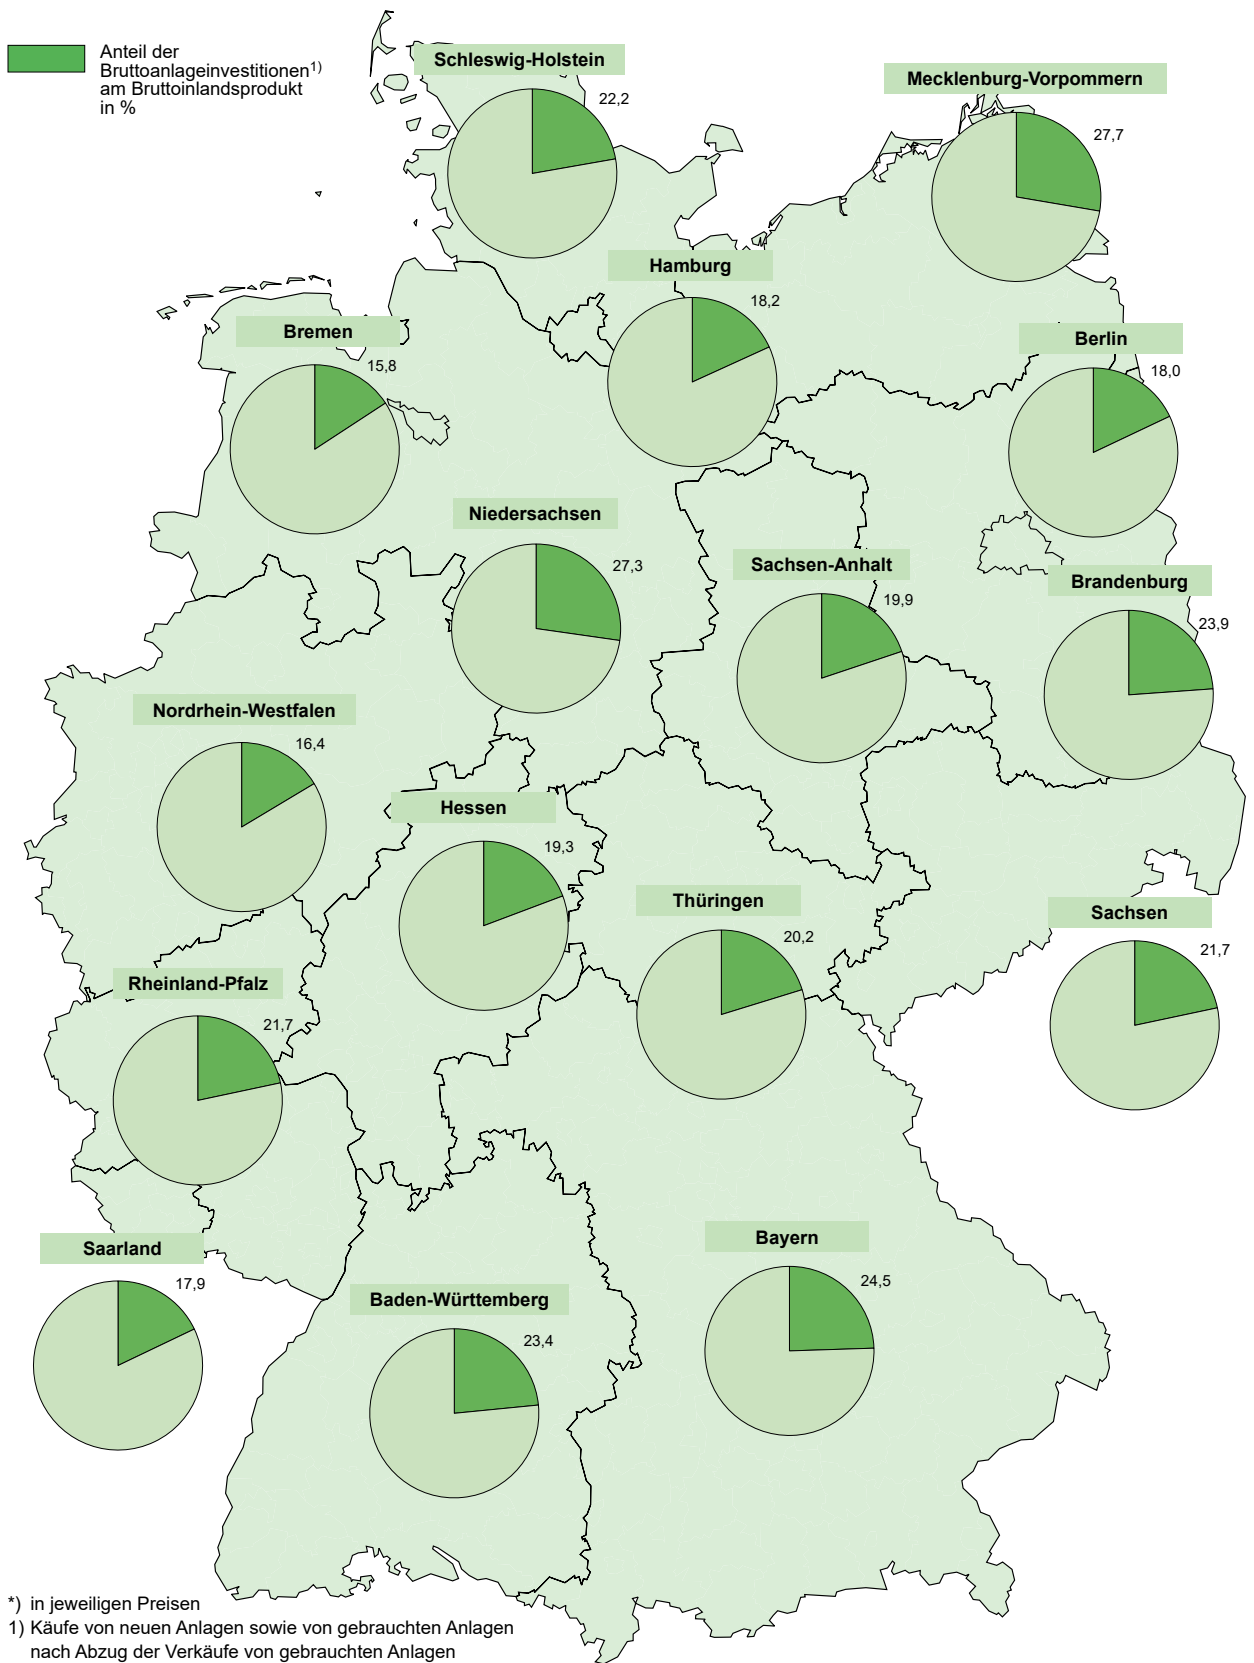 Anteil der
Bruttoanlageinvestitionen1)
am Bruttoinlandsprodukt
in %
Schleswig-Holstein
22,2
Mecklenburg-Vorpommern
27,7
Hamburg
18,2
Bremen
15,8
Berlin
18,0
Niedersachsen
27,3
Sachsen-Anhalt
19,9
Brandenburg
23,9
Nordrhein-Westfalen
16,4
Hessen
19,3
Thüringen
20,2
Sachsen
21,7
Rheinland-Pfalz
21,7
Saarland
17,9
Baden-Württemberg
23,4
Bayern
24,5
*) in jeweiligen Preisen
1) Käufe von neuen Anlagen sowie von gebrauchten Anlagen
nach Abzug der Verkäufe von gebrauchten Anlagen